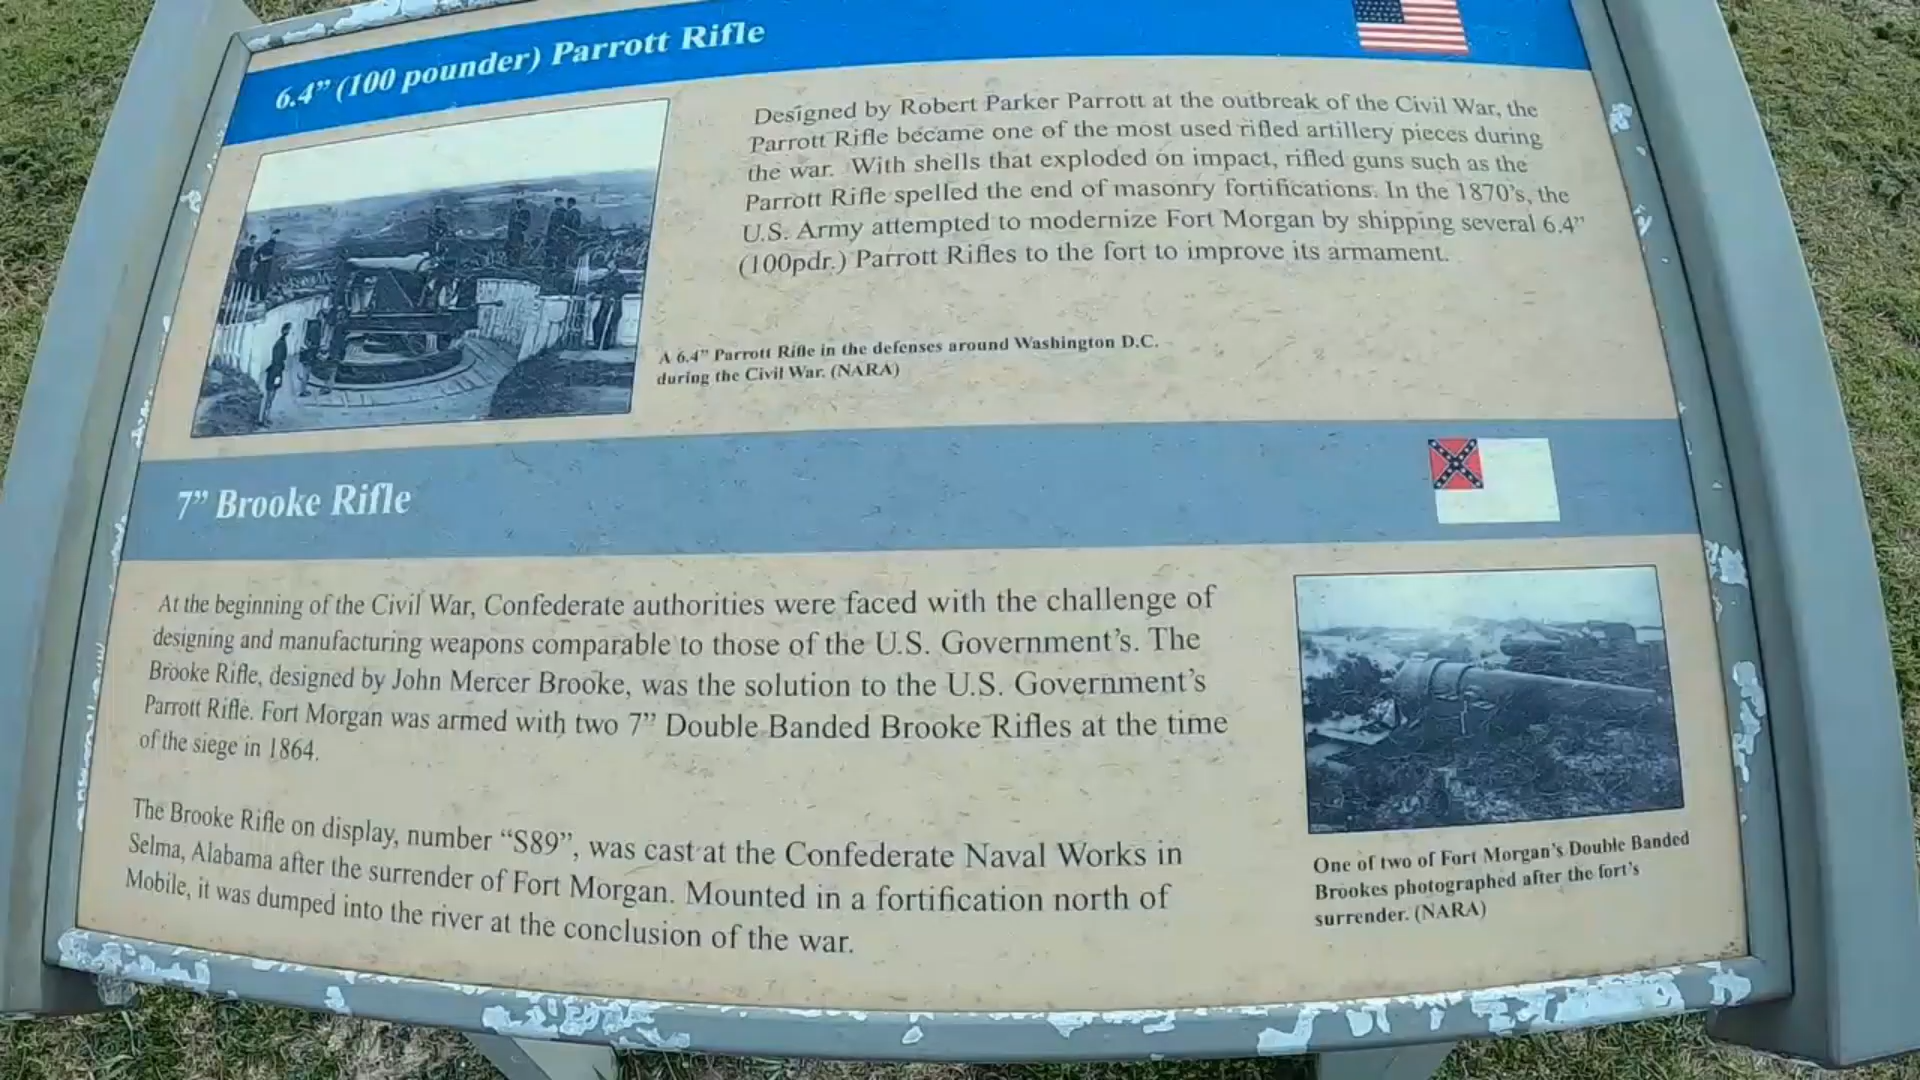 6.4” (100 pounder) Parrott Rifle
Designed by Robert Parker Parrott at the outbreak of the Civil War, the
Parrott Rifle became one of the most used rifled artillery pieces during
the war. With shells that exploded on impact, rifled guns such as the
Parrott Rifle spelled the end of masonry fortifications. In the 1870’s, the
U.S. Army attempted to modernize Fort Morgan by shipping several 6.4”
(100pdr.) Parrott Rifles to the fort to improve its armament.
A 6.4” Parrott Rifle in the defenses around Washington D.C.
during the Civil War. (NARA)
7” Brooke Rifle
At the beginning of the Civil War, Confederate authorities were faced with the challenge of
designing and manufacturing weapons comparable to those of the U.S. Government’s. The
Brooke Rifle, designed by John Mercer Brooke, was the solution to the U.S. Government’s
Parrott Rifle. Fort Morgan was armed with two 7” Double Banded Brooke Rifles at the time
of the siege in 1864.
The Brooke Rifle on display, number “S89”, was cast at the Confederate Naval Works in
Selma, Alabama after the surrender of Fort Morgan. Mounted in a fortification north of
Mobile, it was dumped into the river at the conclusion of the war.
One of two of Fort Morgan’s Double Banded
Brookes photographed after the fort’s
surrender. (NARA)